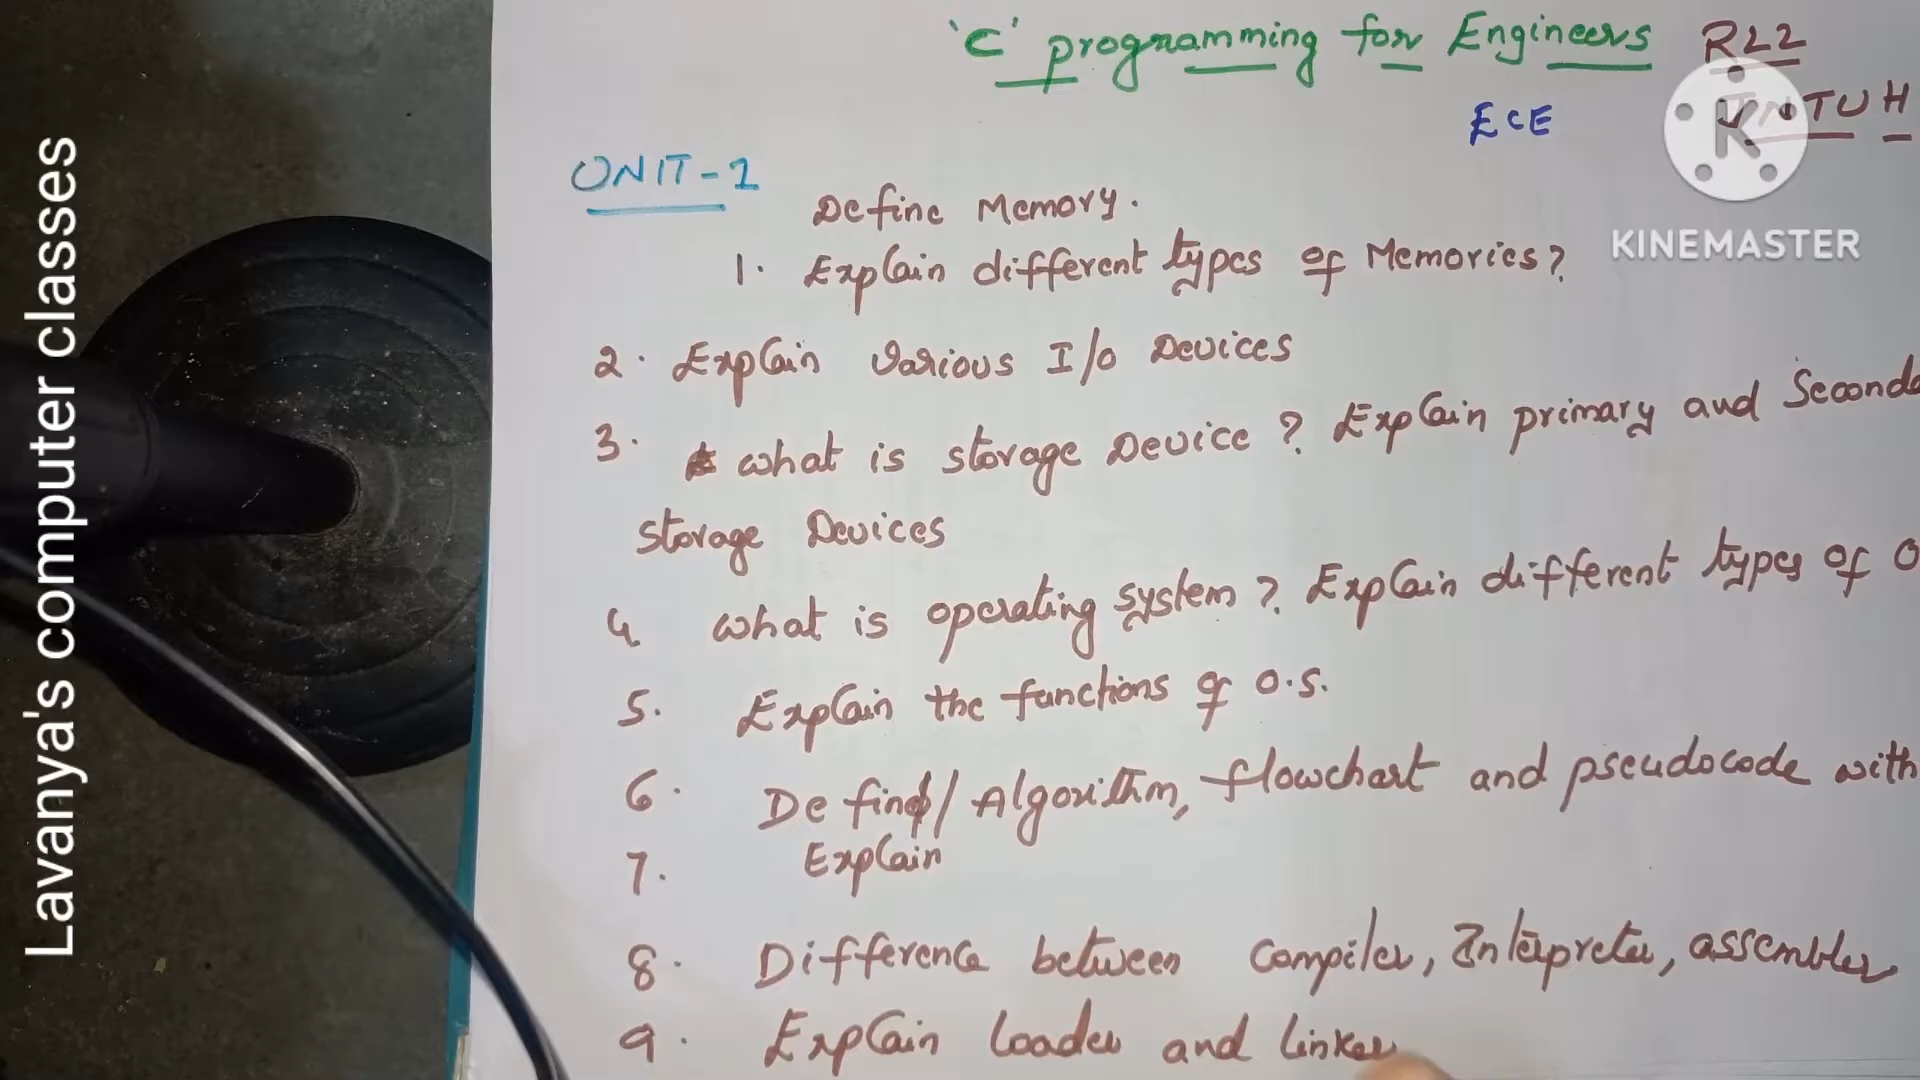 'C' programming for Engineers R22
ECE JNTUH
UNIT-1
Define Memory.
1. Explain different types of Memories?
2. Explain various I/o Devices
3. what is storage Device? Explain primary and Seconda
storage Devices
4 what is operating system? Explain different types of O
5. Explain the functions of O.S.
6. Define/ Algorithm, flowchart and pseudocode with
7. Explain
8. Difference between Compiler, Interpreter, assembler
9. Explain loader and linker
KINEMASTER
Lavanya's computer classes